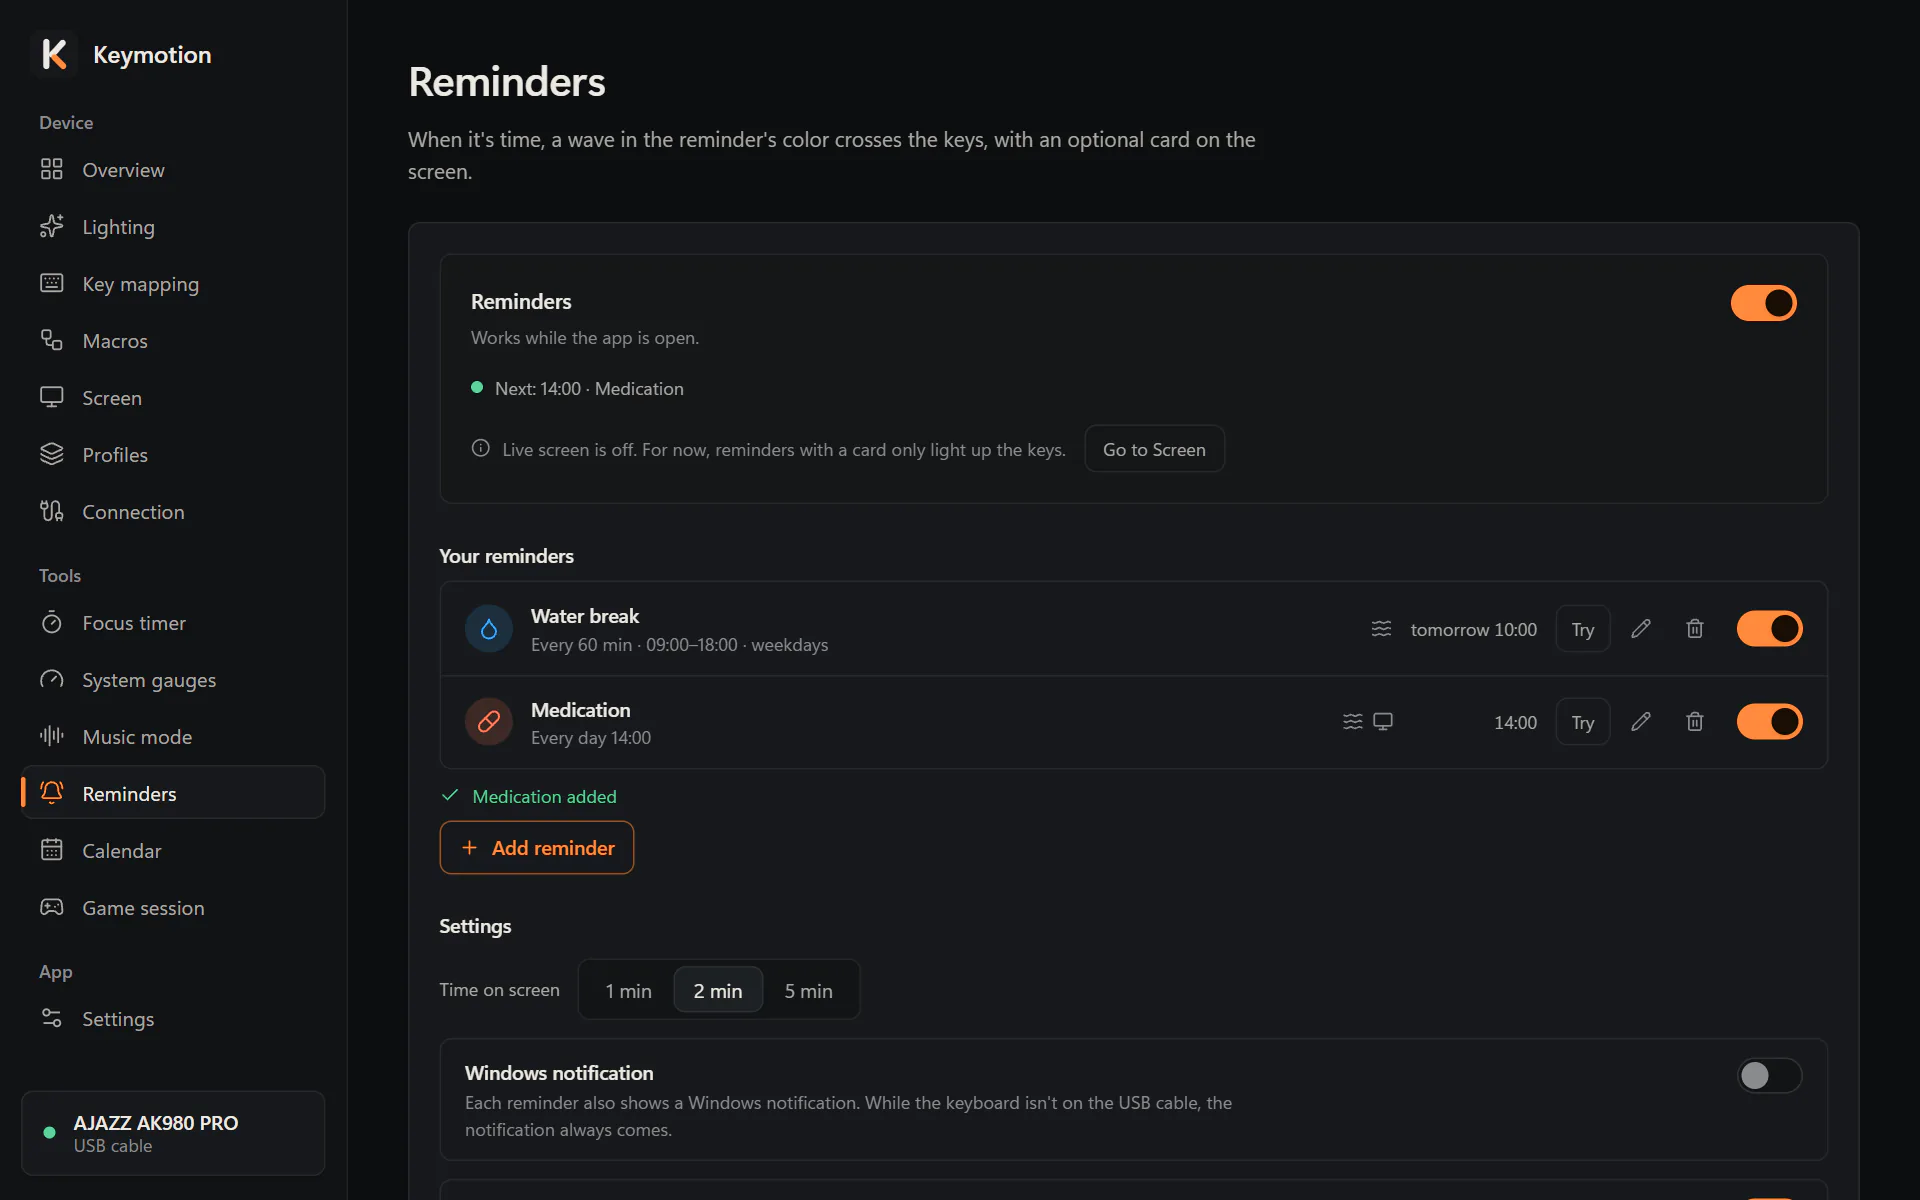 Keymotion
Device
Overview
Lighting
Key mapping
Macros
Screen
Profiles
Connection
Tools
Focus timer
System gauges
Music mode
Reminders
Calendar
Game session
App
Settings
AJAZZ AK980 PRO
USB cable
Reminders
When it's time, a wave in the reminder's color crosses the keys, with an optional card on the
screen.
Reminders
Works while the app is open.
Next: 14:00 · Medication
Live screen is off. For now, reminders with a card only light up the keys.
Go to Screen
Your reminders
Water break
Every 60 min · 09:00–18:00 · weekdays
tomorrow 10:00
Try
Medication
Every day 14:00
14:00
Try
Medication added
+ Add reminder
Settings
Time on screen
1 min
2 min
5 min
Windows notification
Each reminder also shows a Windows notification. While the keyboard isn't on the USB cable, the
notification always comes.